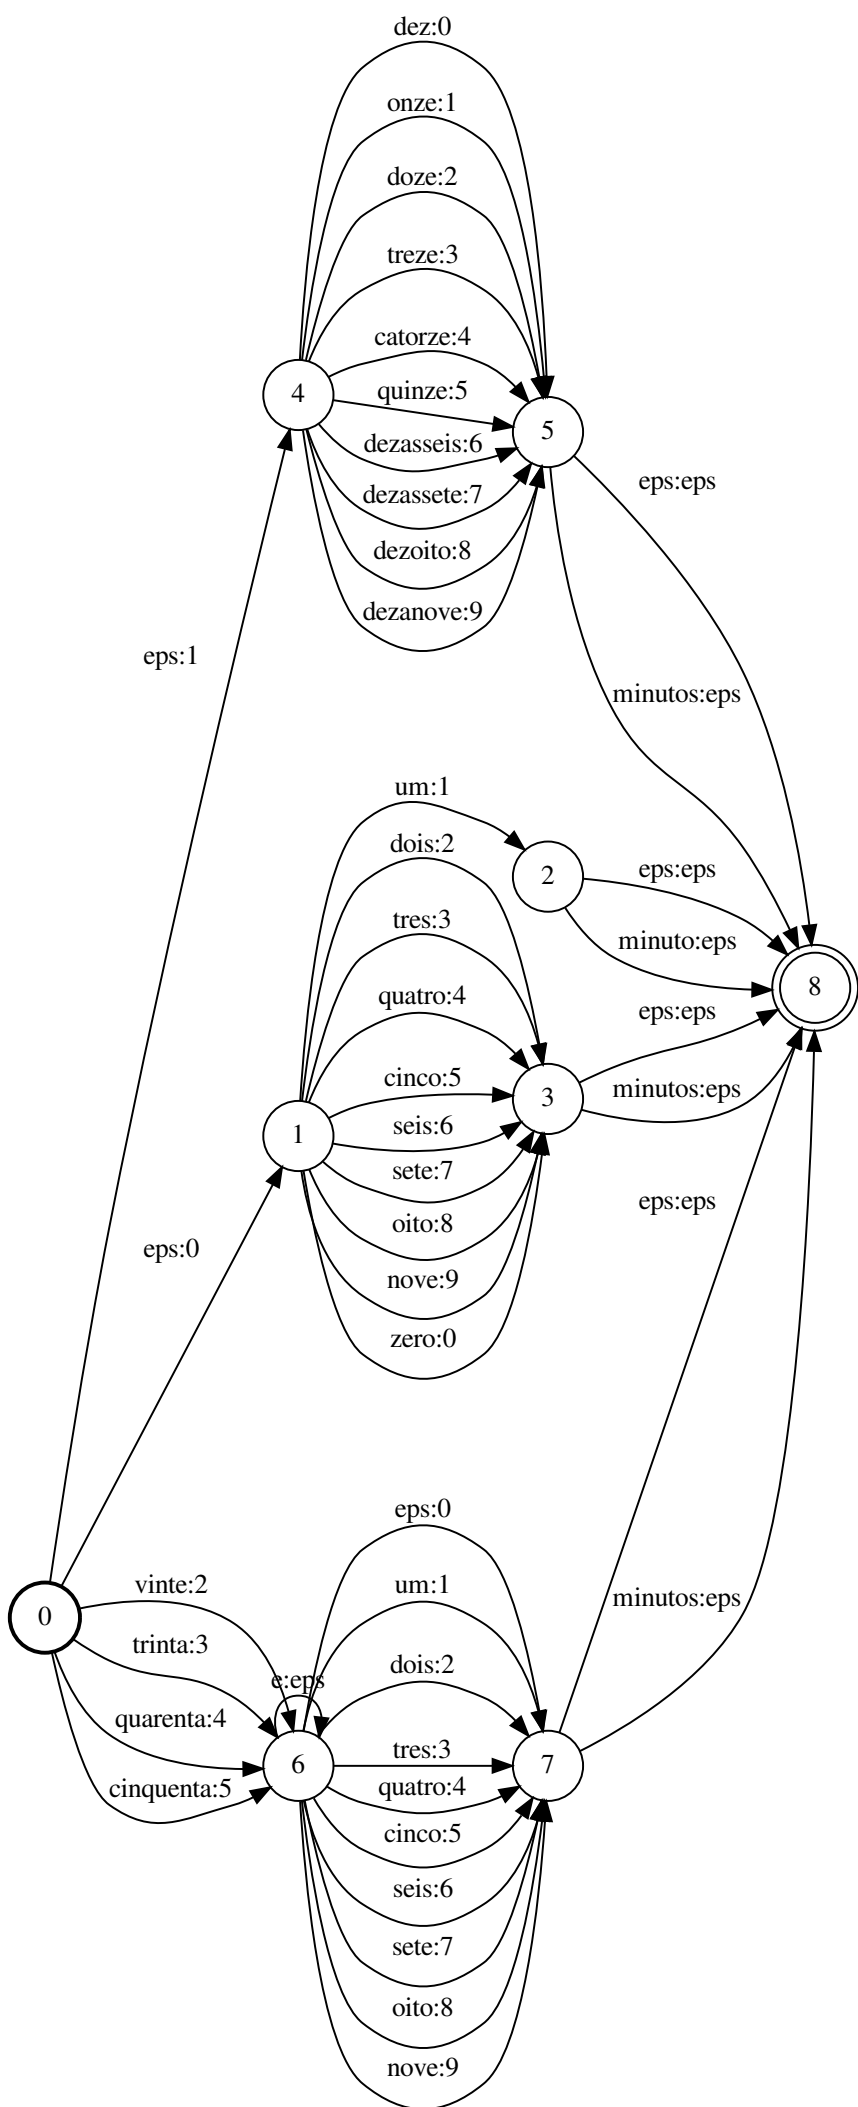 dez:0
onze:1
doze:2
treze:3
catorze:4
4
quinze:5
5
dezasseis:6
eps:eps
dezassete:7
dezoito:8
dezanove:9
eps:1
minutos:eps
um:1
dois:2
2
eps:eps
tres:3
minuto:eps
8
quatro:4
eps:eps
cinco:5
3
minutos:eps
seis:6
1
sete:7
eps:eps
oito:8
eps:0
nove:9
zero:0
eps:0
vinte:2
um:1
minutos:eps
0
trinta:3
dois:2
e:eps
quarenta:4
tres:3
6
7
cinquenta:5
quatro:4
cinco:5
seis:6
sete:7
oito:8
nove:9